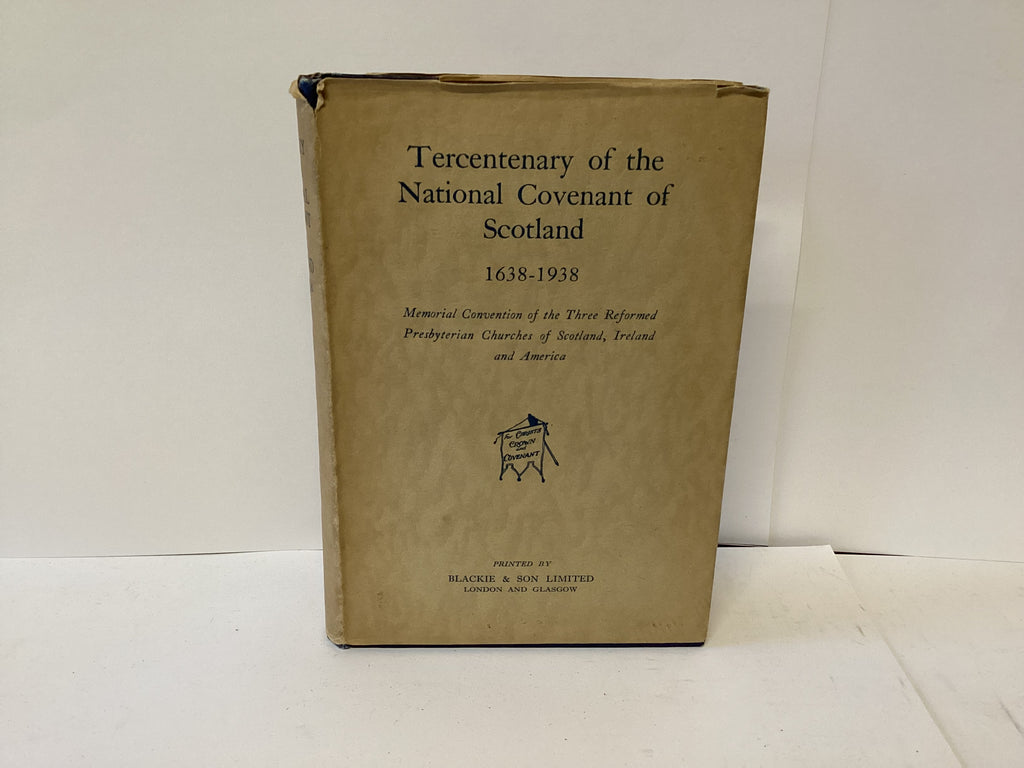 Tercentenary of the
National Covenant of
Scotland
1638-1938
Memorial Convention of the Three Reformed
Presbyterian Churches of Scotland, Ireland
and America
For Christ's
Crown
and
Covenant
PRINTED BY
BLACKIE & SON LIMITED
LONDON AND GLASGOW